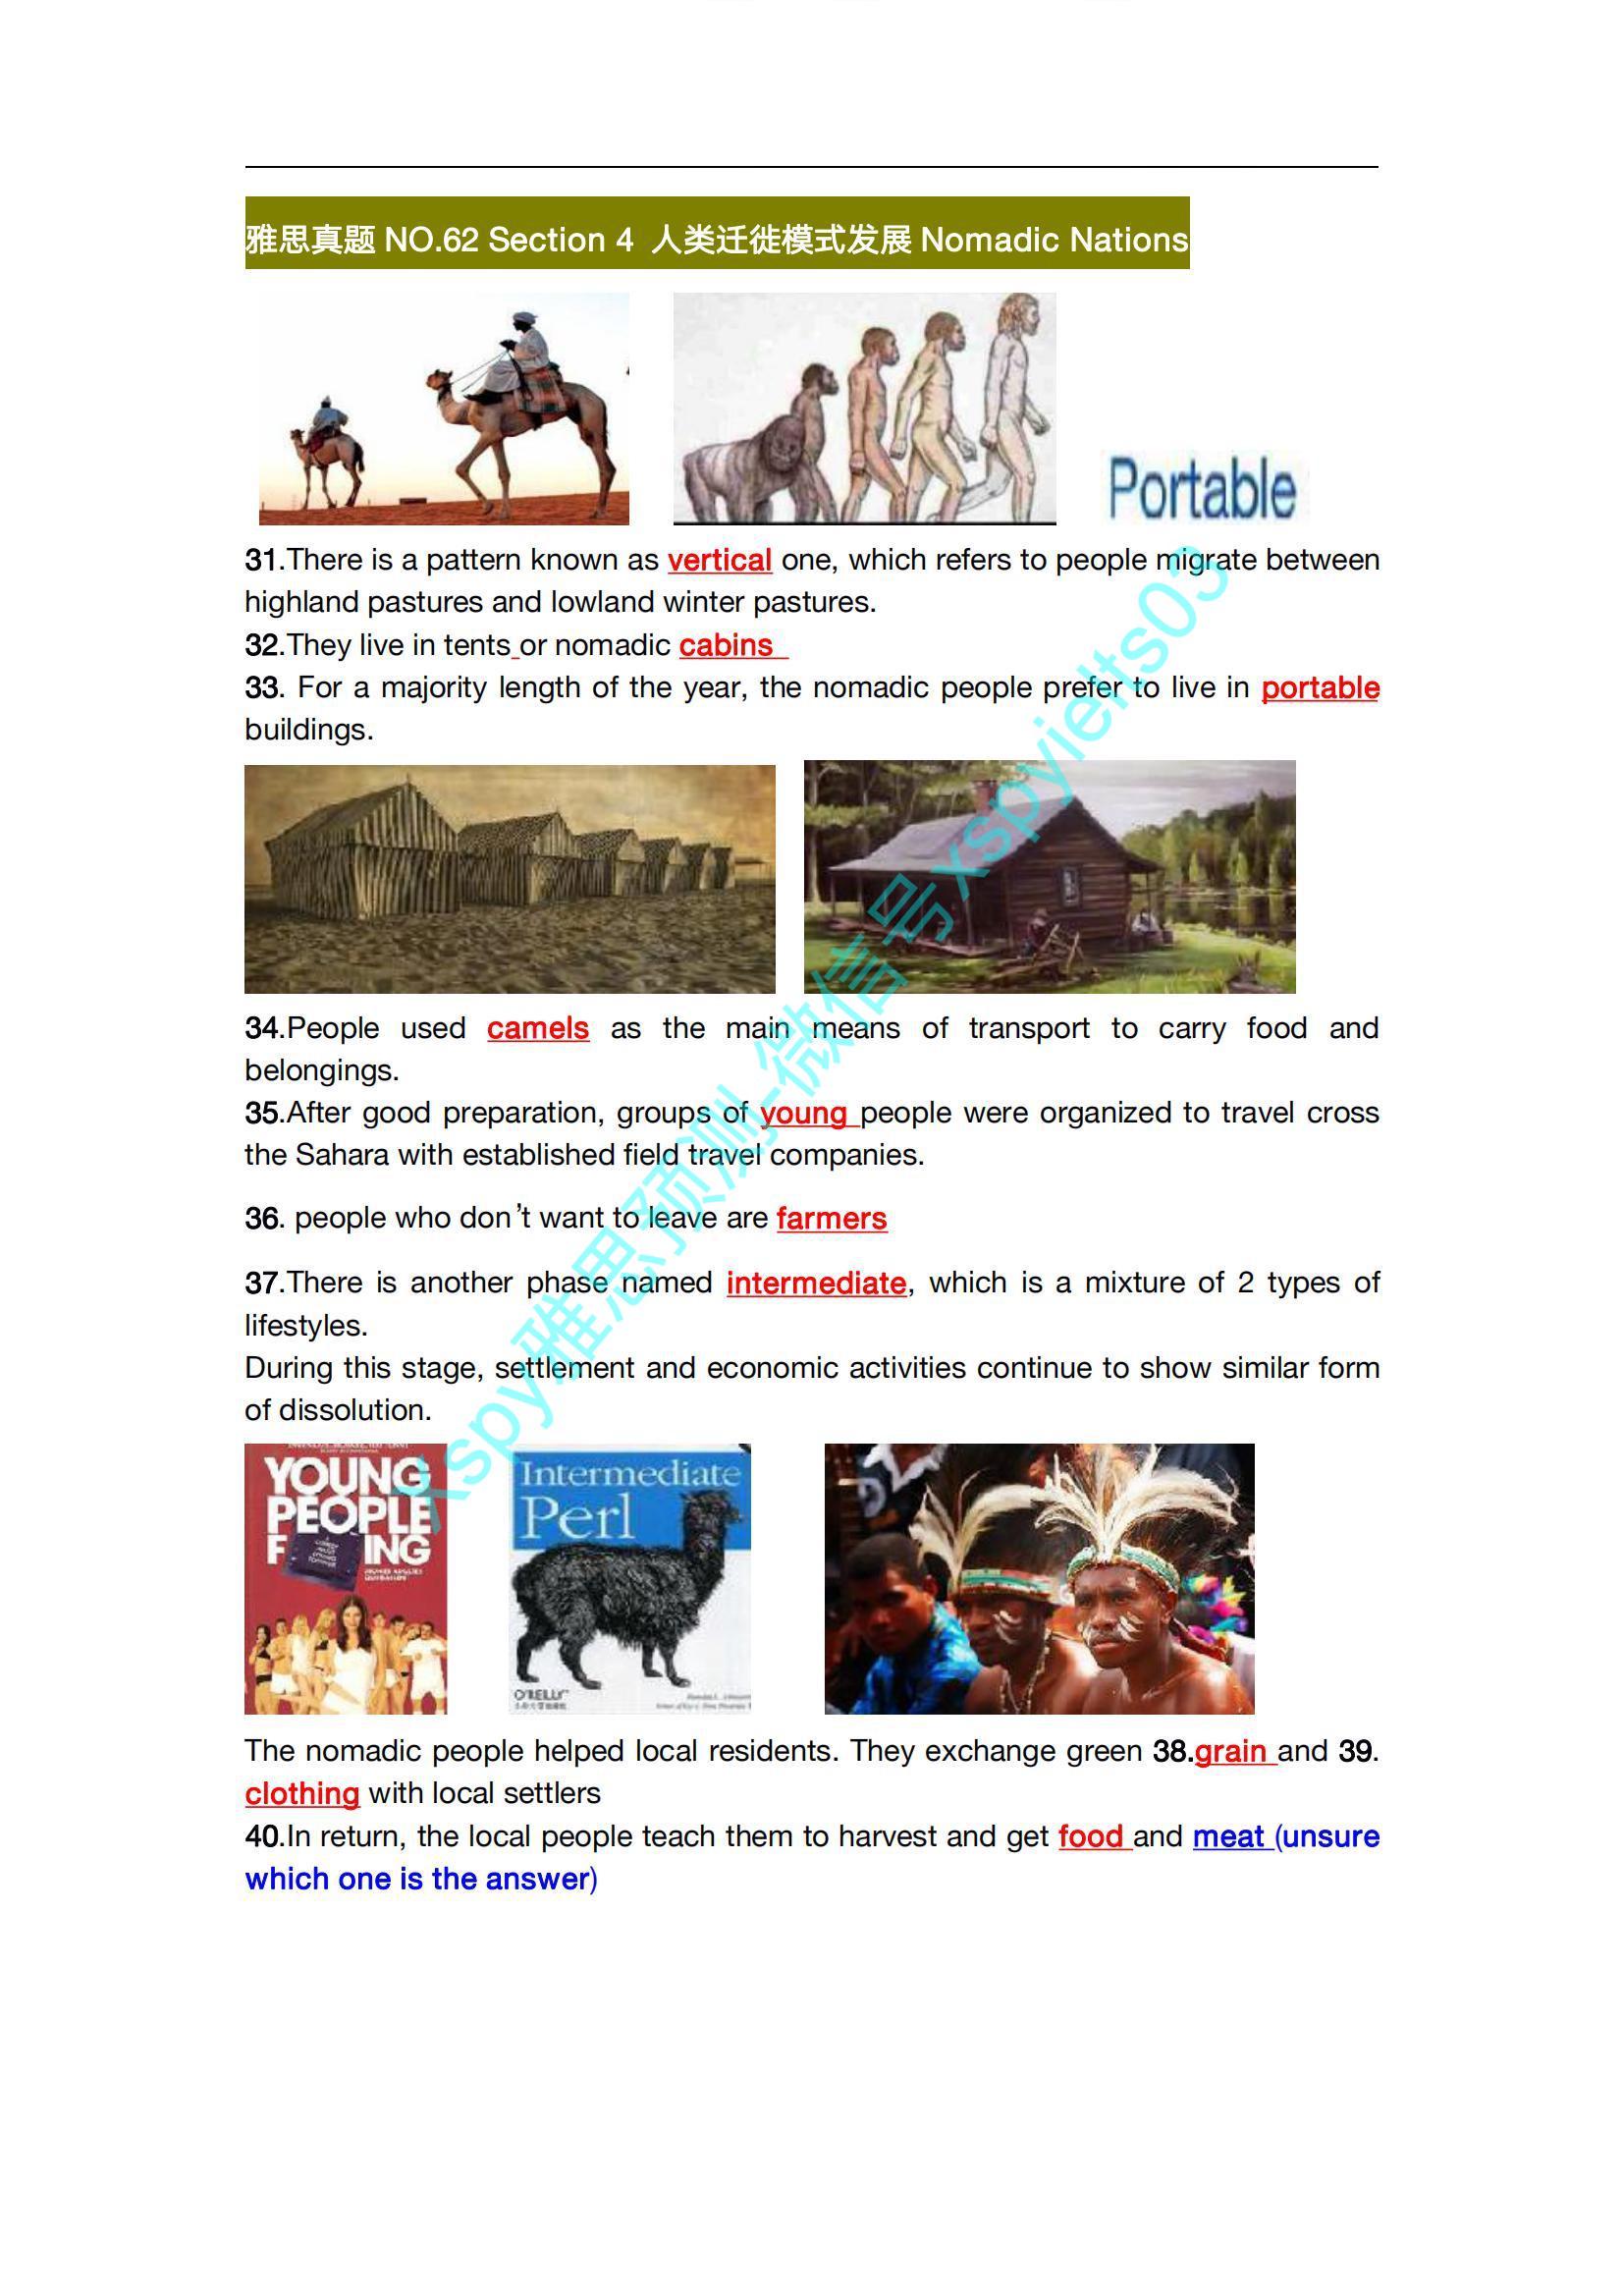 雅思真题 NO.62 Section 4 人类迁徙模式发展 Nomadic Nations
Portable
31.There is a pattern known as vertical one, which refers to people migrate between
highland pastures and lowland winter pastures.
32.They live in tents or nomadic cabins
33. For a majority length of the year, the nomadic people prefer to live in portable
buildings.
34.People used camels as the main means of transport to carry food and
belongings.
35.After good preparation, groups of young people were organized to travel cross
the Sahara with established field travel companies.
36. people who don't want to leave are farmers
37.There is another phase named intermediate, which is a mixture of 2 types of
lifestyles.
During this stage, settlement and economic activities continue to show similar form
of dissolution.
YOUNG
PEOPLE
F ING
Intermediate
Perl
O'REILLY
The nomadic people helped local residents. They exchange green 38.grain and 39.
clothing with local settlers
40.In return, the local people teach them to harvest and get food and meat (unsure
which one is the answer)
xspy雅思预测-微信号xspyielts03